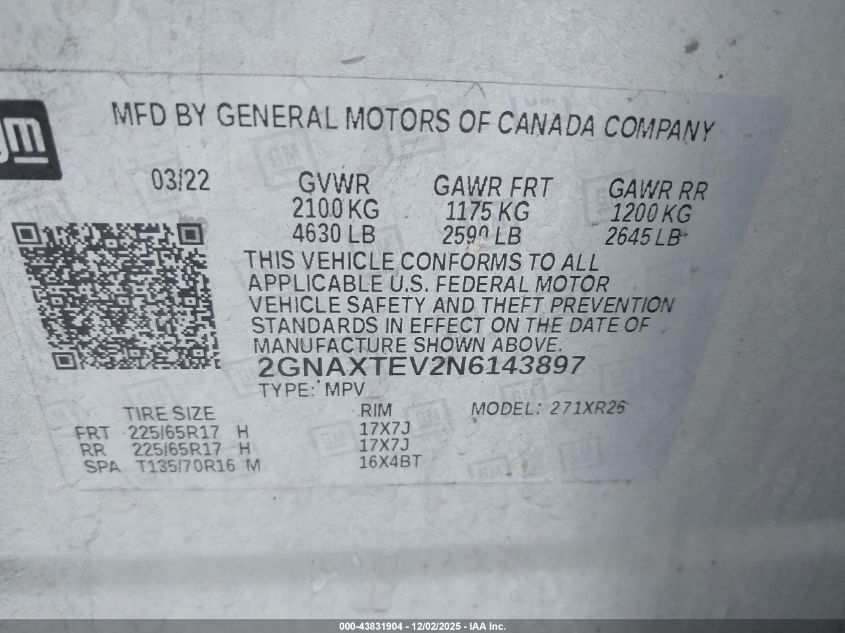 gm
MFD BY GENERAL MOTORS OF CANADA COMPANY
03/22 GVWR GAWR FRT GAWR RR
2100 KG 1175 KG 1200 KG
4630 LB 2590 LB 2645 LB
THIS VEHICLE CONFORMS TO ALL
APPLICABLE U.S. FEDERAL MOTOR
VEHICLE SAFETY AND THEFT PREVENTION
STANDARDS IN EFFECT ON THE DATE OF
MANUFACTURE SHOWN ABOVE.
2GNAXTEV2N6143897
TYPE: MPV
TIRE SIZE RIM MODEL: 271XR26
FRT 225/65R17 H 17X7J
RR 225/65R17 H 17X7J
SPA T135/70R16 M 16X4BT
000-43831904 - 12/02/2025 - IAA Inc.